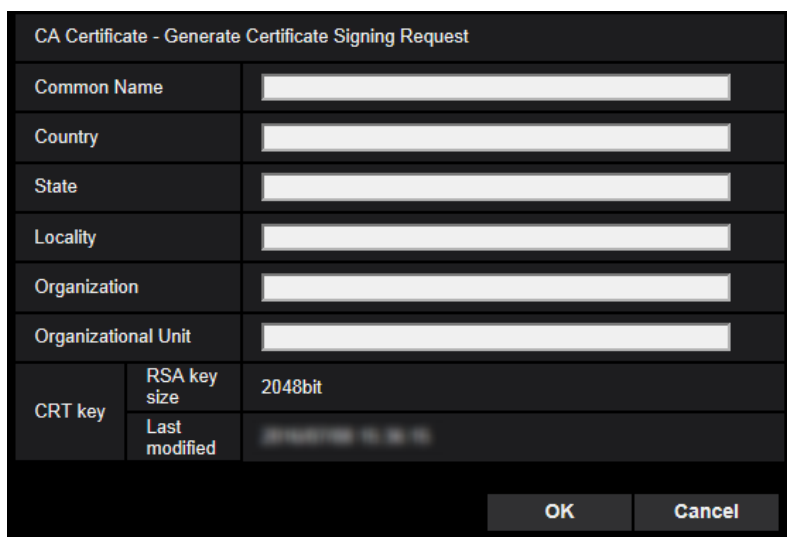 CA Certificate - Generate Certificate Signing Request
Common Name
Country
State
Locality
Organization
Organizational Unit
CRT key
RSA key
size
2048bit
Last
modified
OK
Cancel